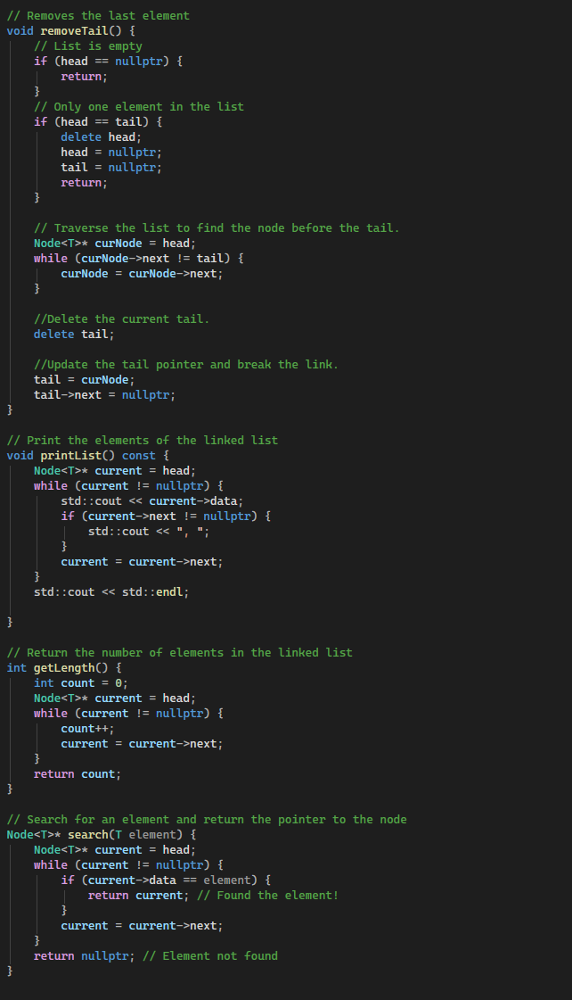 // Removes the last element
void removeTail() {
    // List is empty
    if (head == nullptr) {
        return;
    }
    // Only one element in the list
    if (head == tail) {
        delete head;
        head = nullptr;
        tail = nullptr;
        return;
    }

    // Traverse the list to find the node before the tail.
    Node<T>* curNode = head;
    while (curNode->next != tail) {
        curNode = curNode->next;
    }

    //Delete the current tail.
    delete tail;

    //Update the tail pointer and break the link.
    tail = curNode;
    tail->next = nullptr;
}

// Print the elements of the linked list
void printList() const {
    Node<T>* current = head;
    while (current != nullptr) {
        std::cout << current->data;
        if (current->next != nullptr) {
            std::cout << ", ";
        }
        current = current->next;
    }
    std::cout << std::endl;

}

// Return the number of elements in the linked list
int getLength() {
    int count = 0;
    Node<T>* current = head;
    while (current != nullptr) {
        count++;
        current = current->next;
    }
    return count;
}

// Search for an element and return the pointer to the node
Node<T>* search(T element) {
    Node<T>* current = head;
    while (current != nullptr) {
        if (current->data == element) {
            return current; // Found the element!
        }
        current = current->next;
    }
    return nullptr; // Element not found
}